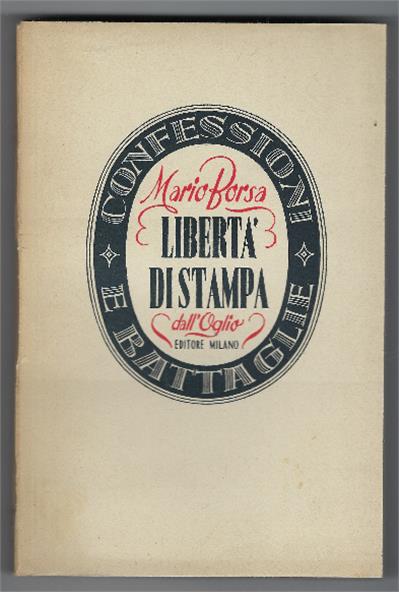 CONFESSIONI
Mario Borsa
LIBERTA'
DI STAMPA
dall'Oglio
EDITORE MILANO
E BATTAGLIE